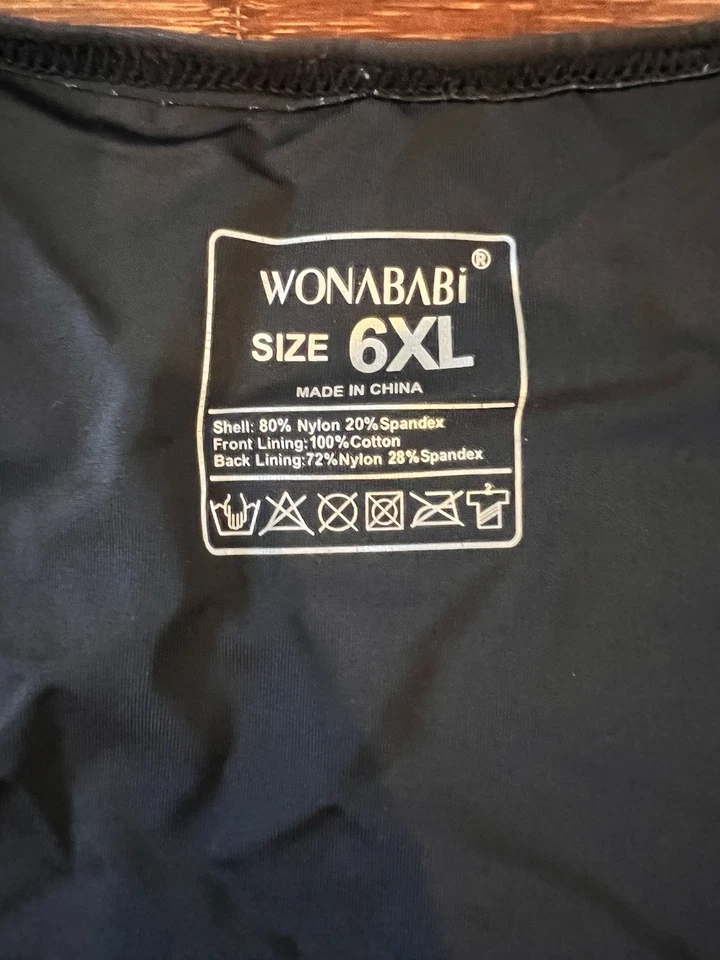 WONABABi®
SIZE 6XL
MADE IN CHINA
Shell: 80% Nylon 20%Spandex
Front Lining:100%Cotton
Back Lining:72%Nylon 28%Spandex